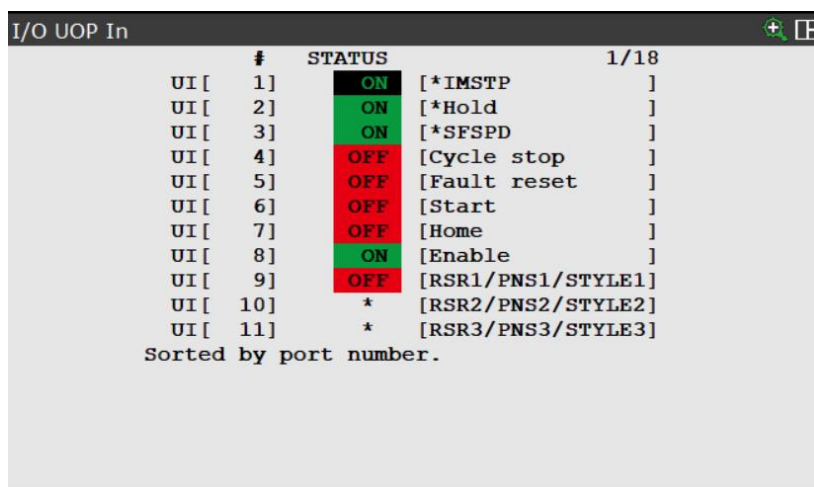 I/O UOP In
# STATUS 1/18
UI[ 1] ON [*IMSTP ]
UI[ 2] ON [*Hold ]
UI[ 3] ON [*SFSPD ]
UI[ 4] OFF [Cycle stop ]
UI[ 5] OFF [Fault reset ]
UI[ 6] OFF [Start ]
UI[ 7] OFF [Home ]
UI[ 8] ON [Enable ]
UI[ 9] OFF [RSR1/PNS1/STYLE1]
UI[ 10] * [RSR2/PNS2/STYLE2]
UI[ 11] * [RSR3/PNS3/STYLE3]
Sorted by port number.